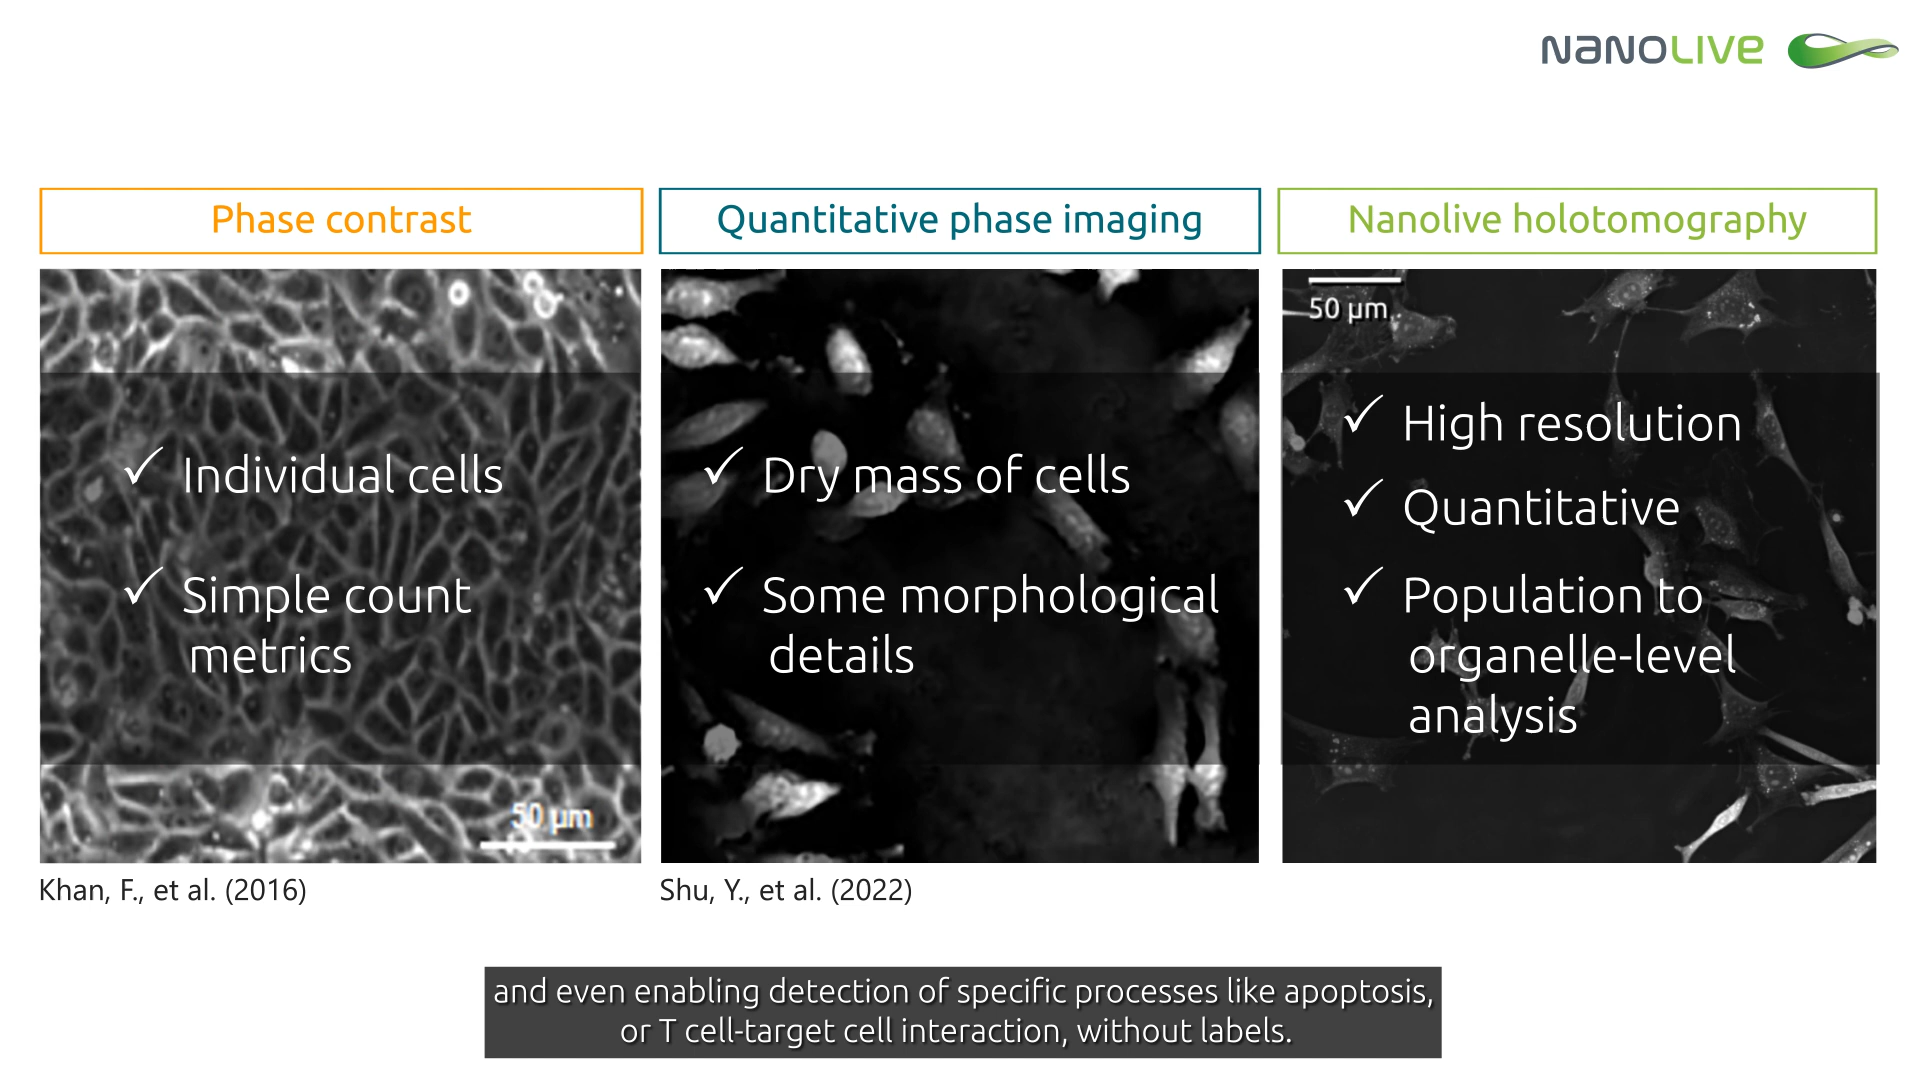 NANOLIVE
Phase contrast
Quantitative phase imaging
Nanolive holotomography
✓ Individual cells
✓ Simple count
metrics
50 µm
✓ Dry mass of cells
✓ Some morphological
details
50 µm
✓ High resolution
✓ Quantitative
✓ Population to
organelle-level
analysis
Khan, F., et al. (2016)
Shu, Y., et al. (2022)
and even enabling detection of specific processes like apoptosis,
or T cell-target cell interaction, without labels.